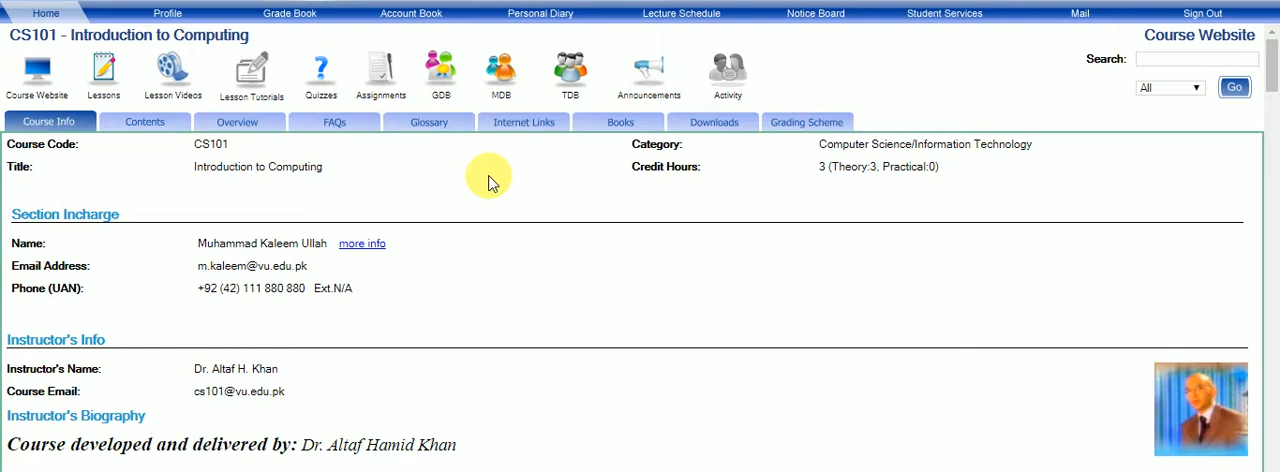 Home Profile Grade Book Account Book Personal Diary Lecture Schedule Notice Board Student Services Mail Sign Out
CS101 - Introduction to Computing Course Website
Search:
Course Website Lessons Lesson Videos Lesson Tutorials Quizzes Assignments GDB MDB TDB Announcements Activity
All Go
Course Info Contents Overview FAQs Glossary Internet Links Books Downloads Grading Scheme
Course Code: CS101 Category: Computer Science/Information Technology
Title: Introduction to Computing Credit Hours: 3 (Theory:3, Practical:0)
Section Incharge
Name: Muhammad Kaleem Ullah more info
Email Address: m.kaleem@vu.edu.pk
Phone (UAN): +92 (42) 111 880 880 Ext.N/A
Instructor's Info
Instructor's Name: Dr. Altaf H. Khan
Course Email: cs101@vu.edu.pk
Instructor's Biography
Course developed and delivered by: Dr. Altaf Hamid Khan